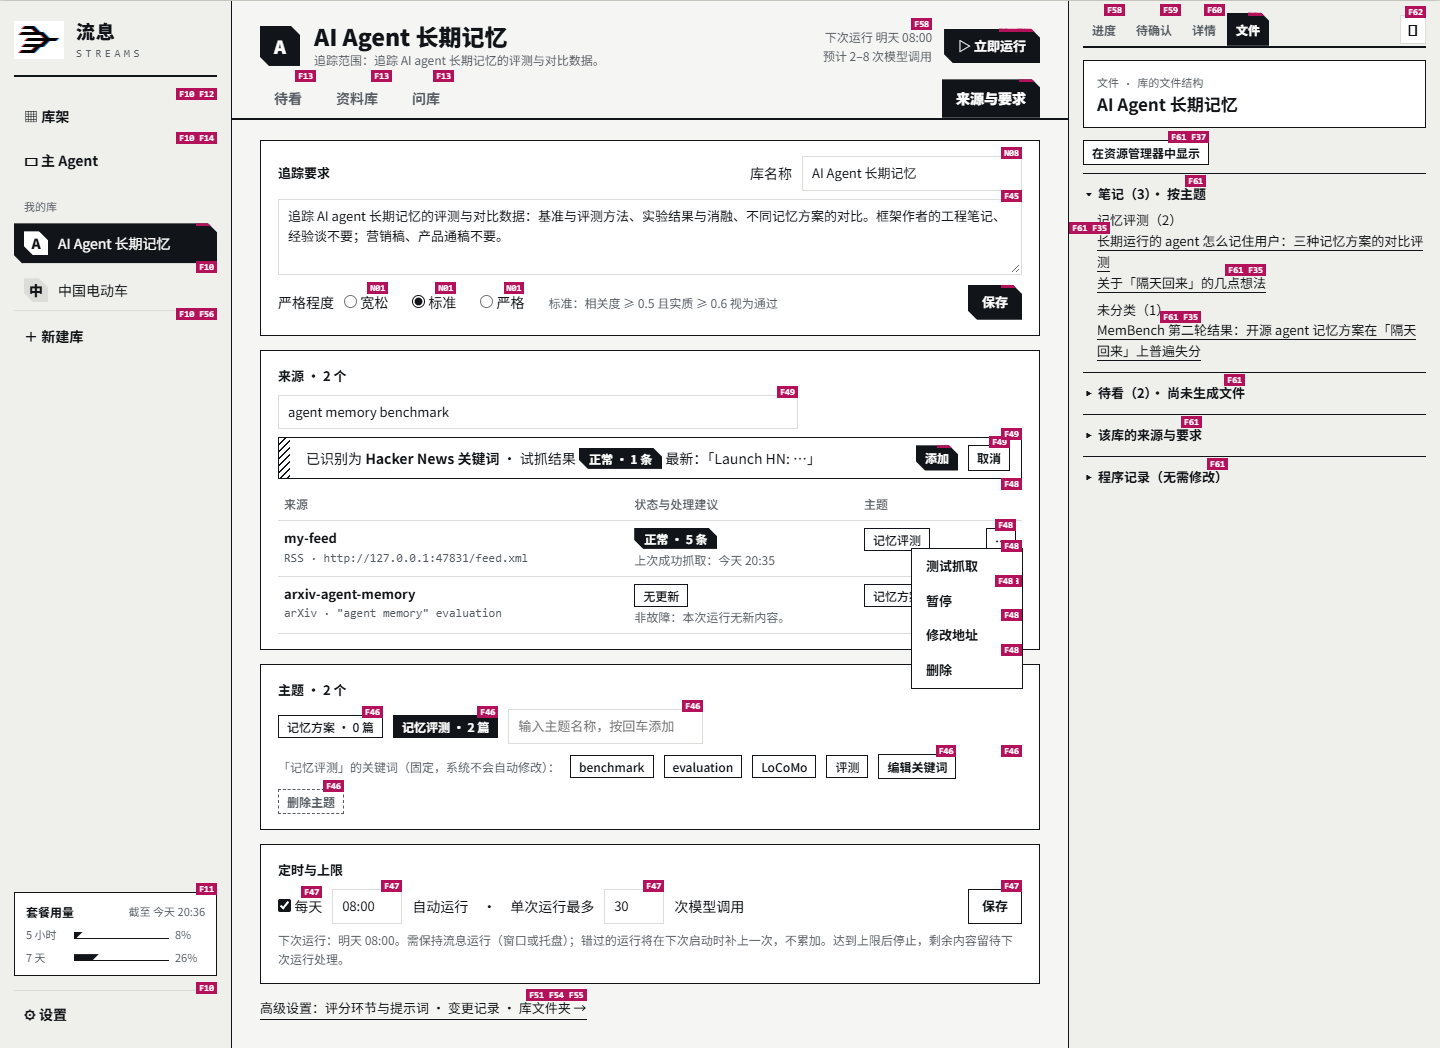 流息
STREAMS
F10 F12
库架
F10 F14
主 Agent
我的库
A AI Agent 长期记忆
F10
中 中国电动车
F10 F56
＋ 新建库
F11
套餐用量 截至 今天 20:36
5 小时 8%
7 天 26%
F10
设置
A
AI Agent 长期记忆
追踪范围：追踪 AI agent 长期记忆的评测与对比数据。
F58
下次运行 明天 08:00
预计 2–8 次模型调用
▷ 立即运行
F13 F13 F13
待看 资料库 问库
来源与要求
N08
追踪要求 库名称 AI Agent 长期记忆
F45
追踪 AI agent 长期记忆的评测与对比数据：基准与评测方法、实验结果与消融、不同记忆方案的对比。框架作者的工程笔记、
经验谈不要；营销稿、产品通稿不要。
N01 N01 N01
严格程度 宽松 标准 严格 标准：相关度 ≥ 0.5 且实质 ≥ 0.6 视为通过 保存
来源 · 2 个
F49
agent memory benchmark
F49
F49
已识别为 Hacker News 关键词 · 试抓结果 正常 · 1 条 最新：「Launch HN: …」 添加 取消
F48
来源 状态与处理建议 主题
F48
my-feed 正常 · 5 条 记忆评测
RSS · http://127.0.0.1:47831/feed.xml 上次成功抓取：今天 20:35
arxiv-agent-memory 无更新 记忆方
arXiv · "agent memory" evaluation 非故障：本次运行无新内容。
F48
测试抓取
F48
暂停
F48
修改地址
F48
删除
主题 · 2 个
F46 F46 F46
记忆方案 · 0 篇 记忆评测 · 2 篇 输入主题名称，按回车添加
F46 F46
「记忆评测」的关键词（固定，系统不会自动修改）： benchmark evaluation LoCoMo 评测 编辑关键词
F46
删除主题
定时与上限
F47 F47 F47 F47
每天 08:00 自动运行 · 单次运行最多 30 次模型调用 保存
下次运行：明天 08:00。需保持流息运行（窗口或托盘）；错过的运行将在下次启动时补上一次，不累加。达到上限后停止，剩余内容留待下
次运行处理。
F51 F54 F55
高级设置：评分环节与提示词 · 变更记录 · 库文件夹 →
F58 F59 F60 F62
进度 待确认 详情 文件
文件 · 库的文件结构
AI Agent 长期记忆
F61 F37
在资源管理器中显示
F61
笔记（3）· 按主题
记忆评测（2）
F61 F35
长期运行的 agent 怎么记住用户：三种记忆方案的对比评
测
F61 F35
关于「隔天回来」的几点想法
未分类（1）
F61 F35
MemBench 第二轮结果：开源 agent 记忆方案在「隔天
回来」上普遍失分
F61
待看（2）· 尚未生成文件
F61
该库的来源与要求
F61
程序记录（无需修改）